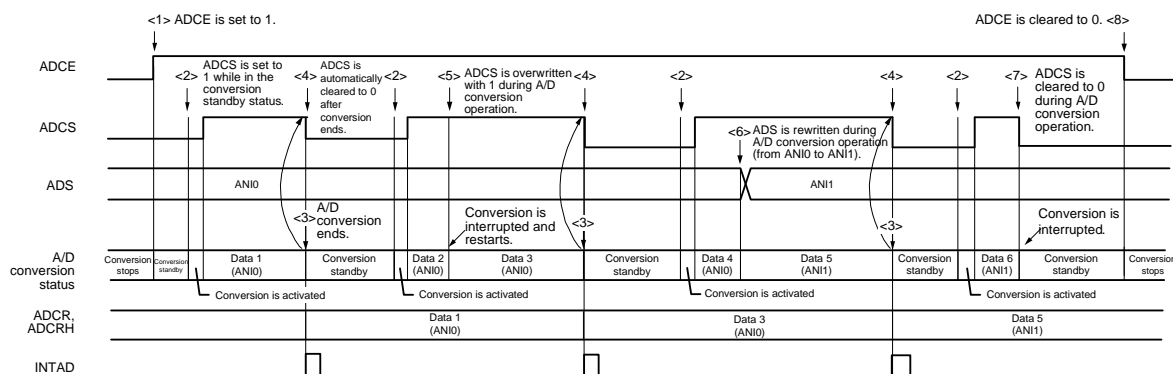 <1> ADCE is set to 1.
ADCE is cleared to 0. <8>
ADCE
<2>
ADCS is set to
1 while in the
conversion
standby status.
<4>
ADCS is
automatically
cleared to 0
after
conversion
ends.
<2>
<5>
ADCS is overwritten
with 1 during A/D
conversion
operation.
<4>
<2>
<4>
<2>
<7>
ADCS is
cleared to 0
during A/D
conversion
operation.
ADCS
<6>
ADS is rewritten during
A/D conversion operation
(from ANI0 to ANI1).
ADS
ANI0
ANI1
<3>
A/D
conversion
ends.
Conversion is
interrupted and
restarts.
<3>
<3>
Conversion is
interrupted.
A/D
conversion
status
Conversion
stops
Conversion
standby
Data 1
(ANI0)
Conversion
standby
Data 2
(ANI0)
Data 3
(ANI0)
Conversion
standby
Data 4
(ANI0)
Data 5
(ANI1)
Conversion
standby
Data 6
(ANI1)
Conversion
standby
Conversion
stops
Conversion is activated
Conversion is activated
Conversion is activated
Conversion is activated
ADCR,
ADCRH
Data 1
(ANI0)
Data 3
(ANI0)
Data 5
(ANI1)
INTAD